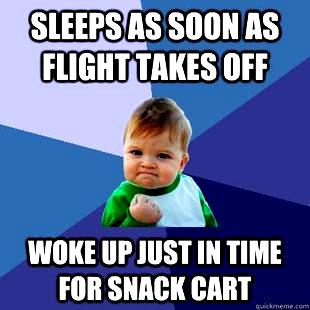 SLEEPS AS SOON AS
FLIGHT TAKES OFF
WOKE UP JUST IN TIME
FOR SNACK CART
quickmeme.com